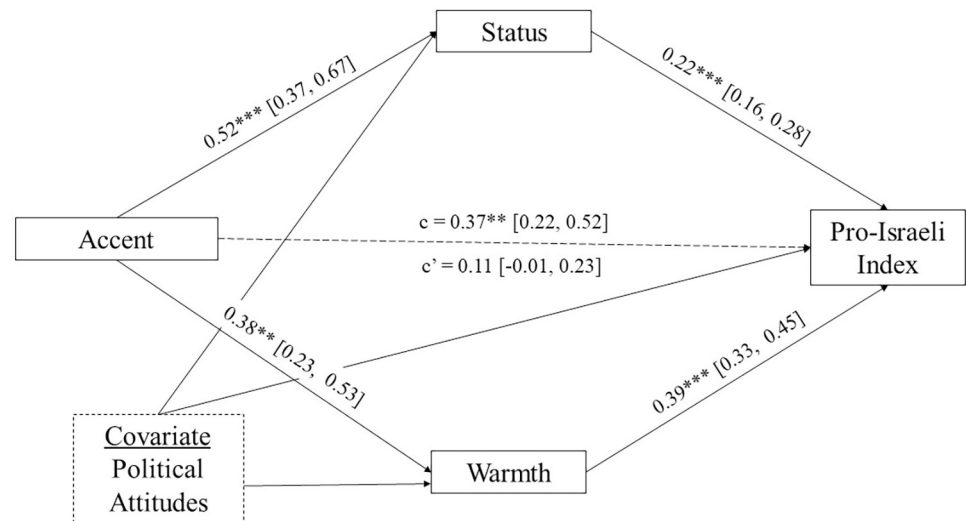 Status
0.52*** [0.37, 0.67]
0.22*** [0.16, 0.28]
Accent
c = 0.37** [0.22, 0.52]
c’ = 0.11 [-0.01, 0.23]
Pro-Israeli
Index
0.38** [0.23, 0.53]
0.39*** [0.33, 0.45]
Covariate
Political
Attitudes
Warmth